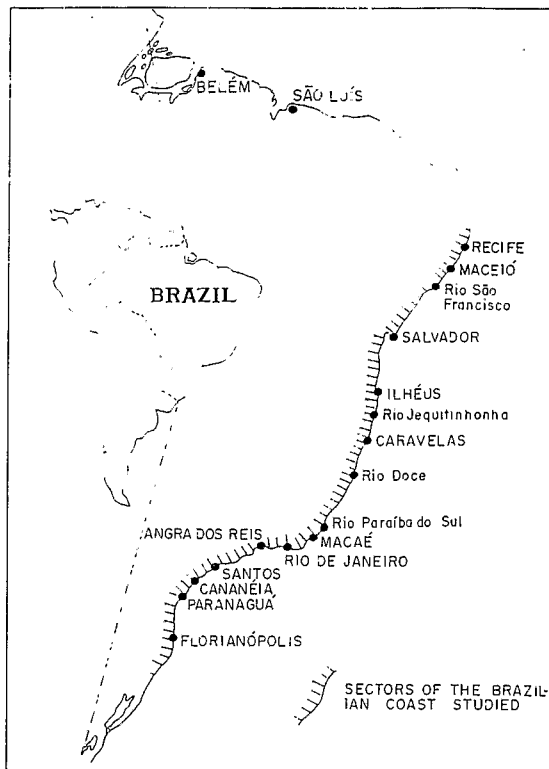 BELÉM
SÃO LUÍS
RECIFE
MACEIÓ
Rio São
Francisco
BRAZIL
SALVADOR
ILHÉUS
Rio Jequitinhonha
CARAVELAS
Rio Doce
Rio Paraíba do Sul
ANGRA DOS REIS
MACAÉ
RIO DE JANEIRO
SANTOS
CANANÉIA
PARANAGUÁ
FLORIANÓPOLIS
SECTORS OF THE BRAZIL-
IAN COAST STUDIED